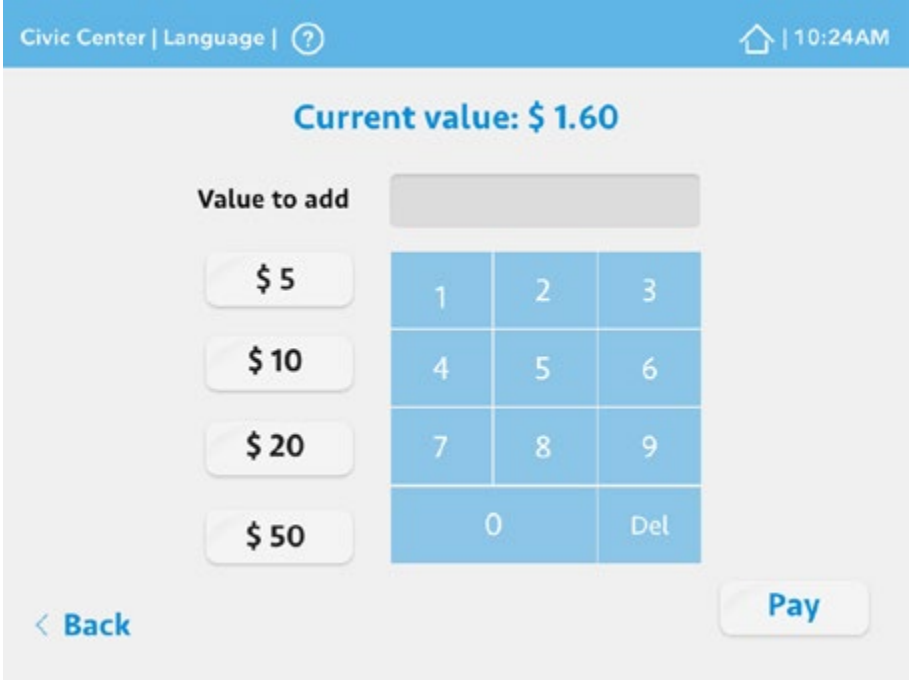 Civic Center | Language | ?
| 10:24AM
Current value: $ 1.60
Value to add
$ 5
$ 10
$ 20
$ 50
1 2 3
4 5 6
7 8 9
0 Del
< Back
Pay